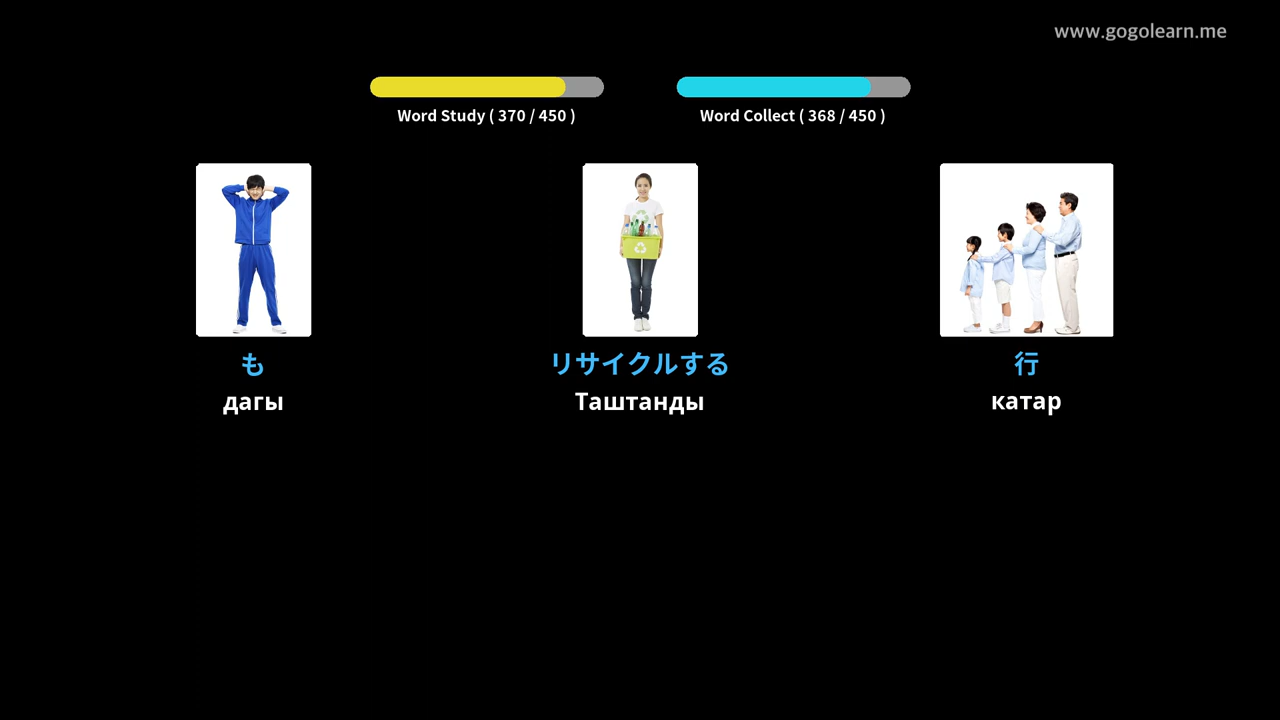 www.gogolearn.me
Word Study ( 370 / 450 )
Word Collect ( 368 / 450 )
も
リサイクルする
行
дагы
Таштанды
катар